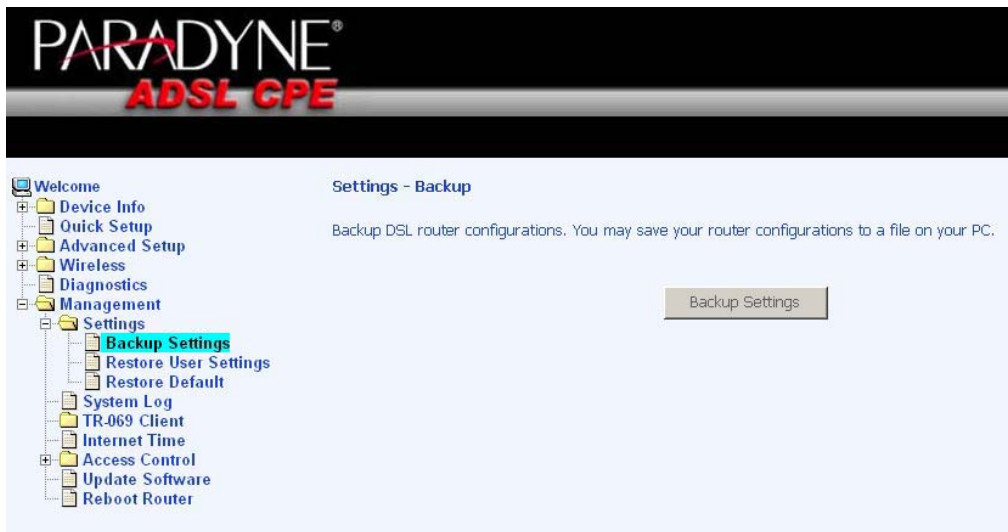 PARADYNE®
ADSL CPE
Welcome
Device Info
Quick Setup
Advanced Setup
Wireless
Diagnostics
Management
Settings
Backup Settings
Restore User Settings
Restore Default
System Log
TR-069 Client
Internet Time
Access Control
Update Software
Reboot Router
Settings - Backup
Backup DSL router configurations. You may save your router configurations to a file on your PC.
Backup Settings